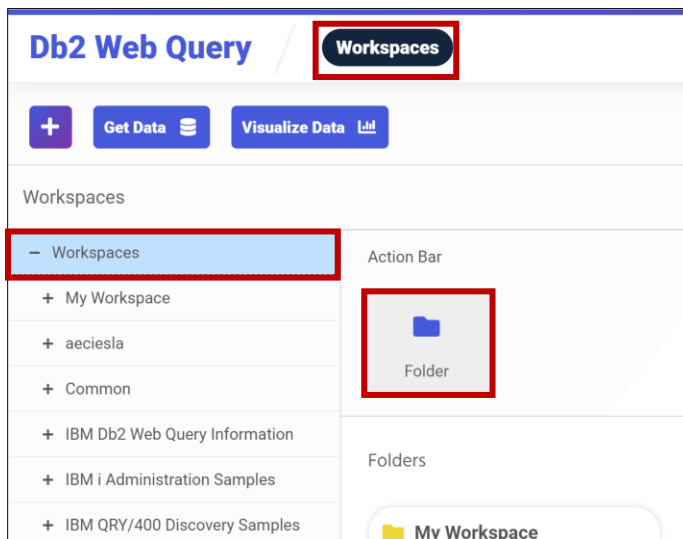 Db2 Web Query / Workspaces
+ Get Data Visualize Data
Workspaces
− Workspaces
+ My Workspace
+ aeciesla
+ Common
+ IBM Db2 Web Query Information
+ IBM i Administration Samples
+ IBM QRY/400 Discovery Samples
Action Bar
Folder
Folders
My Workspace